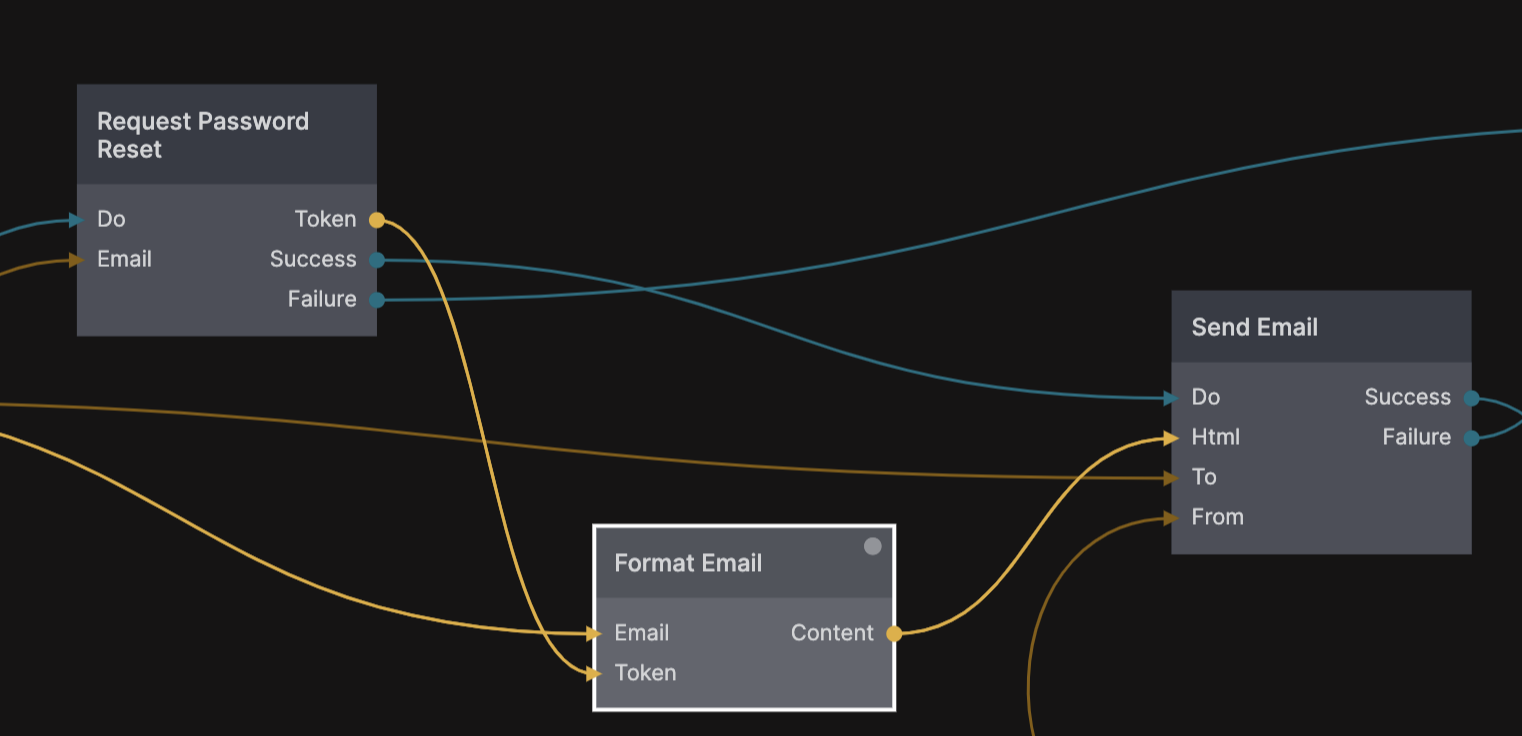 Request Password
Reset
Do
Token
Email
Success
Failure
Send Email
Do
Success
Html
Failure
To
From
Format Email
Email
Content
Token